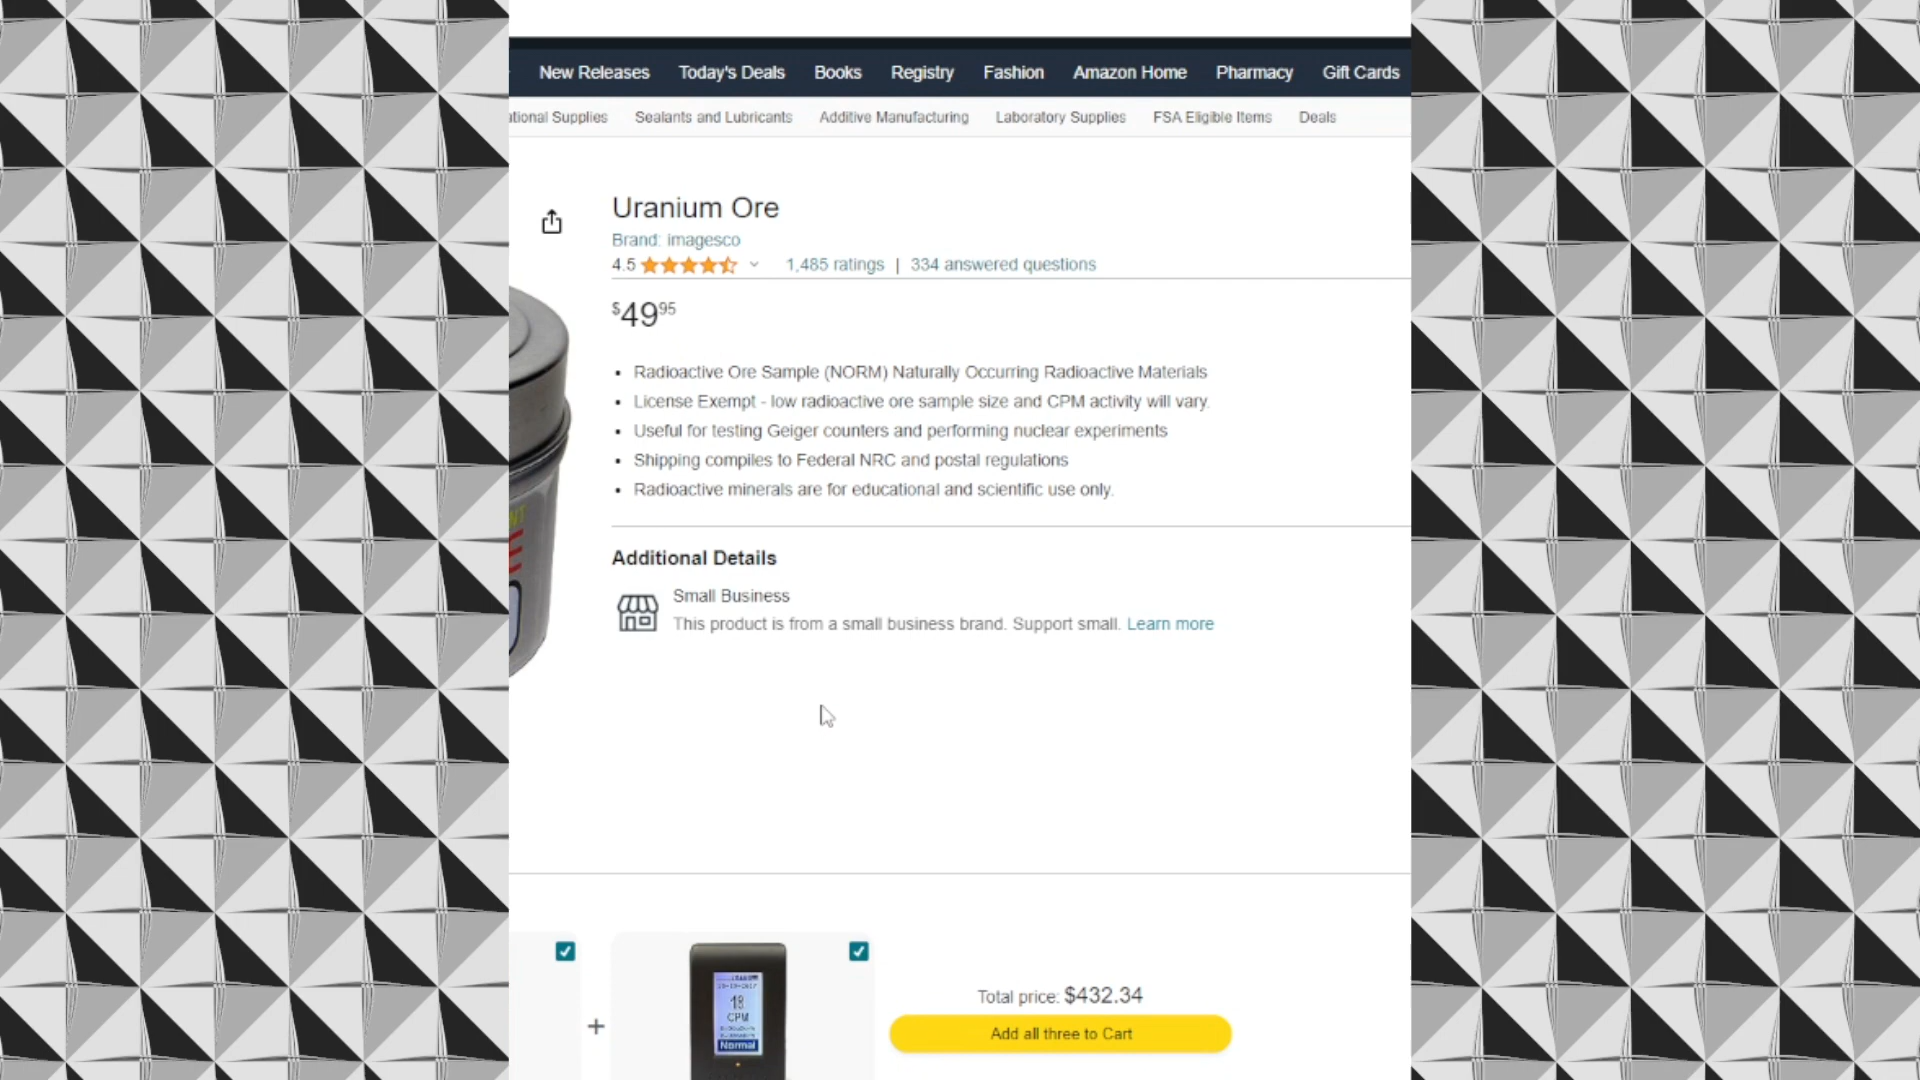 New Releases Today's Deals Books Registry Fashion Amazon Home Pharmacy Gift Cards
ational Supplies Sealants and Lubricants Additive Manufacturing Laboratory Supplies FSA Eligible Items Deals
Uranium Ore
Brand: imagesco
4.5 1,485 ratings | 334 answered questions
$49 95
• Radioactive Ore Sample (NORM) Naturally Occurring Radioactive Materials
• License Exempt - low radioactive ore sample size and CPM activity will vary.
• Useful for testing Geiger counters and performing nuclear experiments
• Shipping compiles to Federal NRC and postal regulations
• Radioactive minerals are for educational and scientific use only.
Additional Details
Small Business
This product is from a small business brand. Support small. Learn more
18
CPM
Normal
+
Total price: $432.34
Add all three to Cart